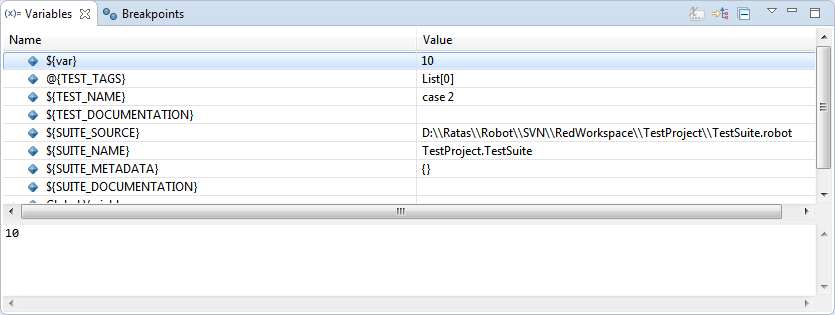 (x)= Variables Breakpoints
Name Value
${var} 10
@{TEST_TAGS} List[0]
${TEST_NAME} case 2
${TEST_DOCUMENTATION}
${SUITE_SOURCE} D:\\Ratas\\Robot\\SVN\\RedWorkspace\\TestProject\\TestSuite.robot
${SUITE_NAME} TestProject.TestSuite
${SUITE_METADATA} {}
${SUITE_DOCUMENTATION}
10